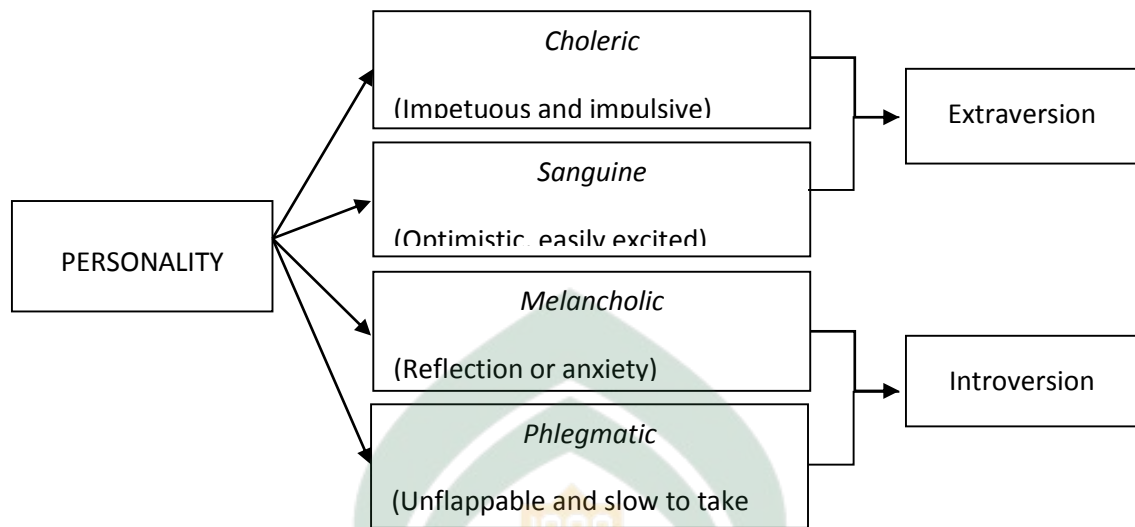 Choleric
(Impetuous and impulsive)
Extraversion
Sanguine
(Optimistic, easily excited)
PERSONALITY
Melancholic
(Reflection or anxiety)
Introversion
Phlegmatic
(Unflappable and slow to take